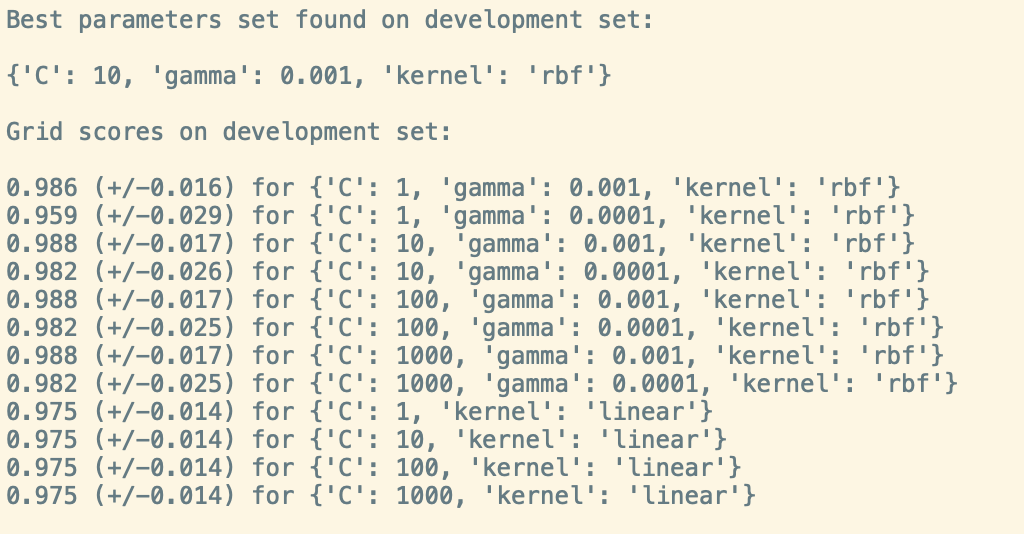 Best parameters set found on development set:
{'C': 10, 'gamma': 0.001, 'kernel': 'rbf'}
Grid scores on development set:
0.986 (+/-0.016) for {'C': 1, 'gamma': 0.001, 'kernel': 'rbf'}
0.959 (+/-0.029) for {'C': 1, 'gamma': 0.0001, 'kernel': 'rbf'}
0.988 (+/-0.017) for {'C': 10, 'gamma': 0.001, 'kernel': 'rbf'}
0.982 (+/-0.026) for {'C': 10, 'gamma': 0.0001, 'kernel': 'rbf'}
0.988 (+/-0.017) for {'C': 100, 'gamma': 0.001, 'kernel': 'rbf'}
0.982 (+/-0.025) for {'C': 100, 'gamma': 0.0001, 'kernel': 'rbf'}
0.988 (+/-0.017) for {'C': 1000, 'gamma': 0.001, 'kernel': 'rbf'}
0.982 (+/-0.025) for {'C': 1000, 'gamma': 0.0001, 'kernel': 'rbf'}
0.975 (+/-0.014) for {'C': 1, 'kernel': 'linear'}
0.975 (+/-0.014) for {'C': 10, 'kernel': 'linear'}
0.975 (+/-0.014) for {'C': 100, 'kernel': 'linear'}
0.975 (+/-0.014) for {'C': 1000, 'kernel': 'linear'}